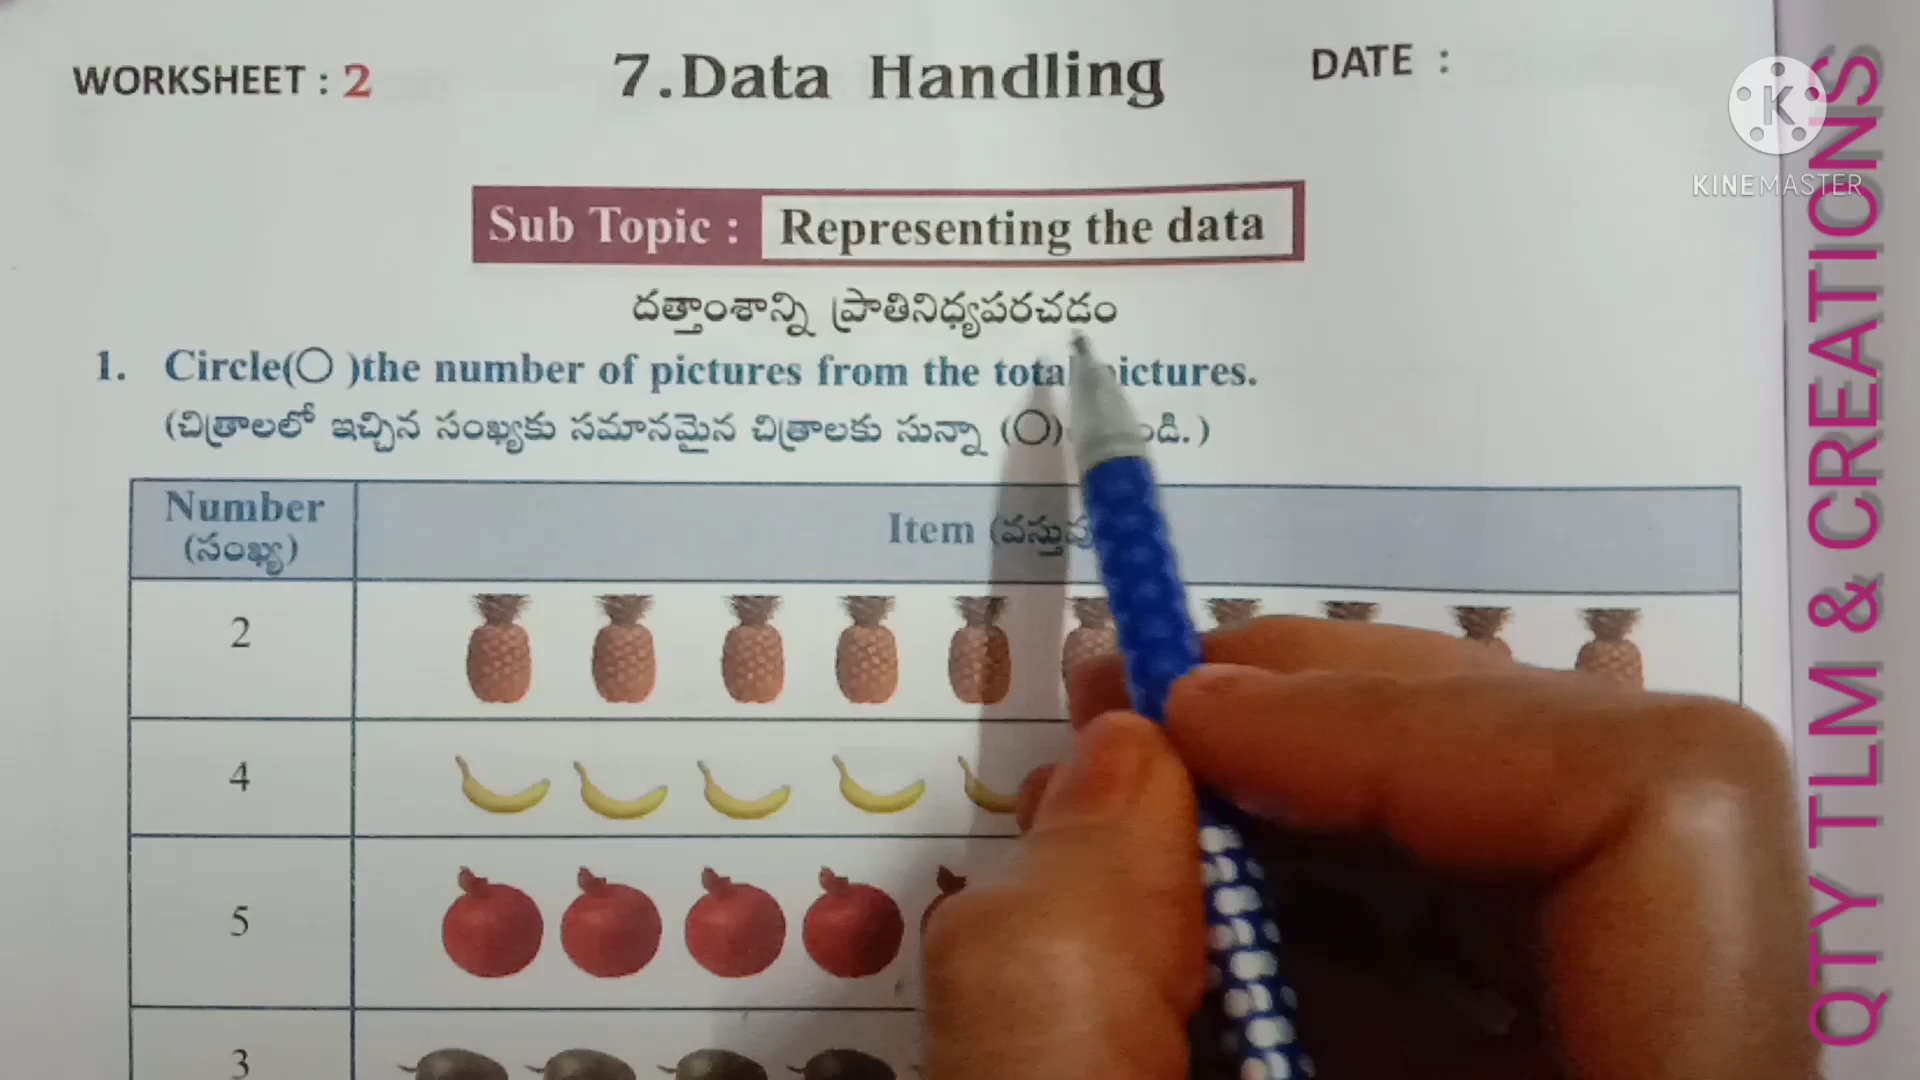 WORKSHEET : 2
7.Data Handling
DATE :
K
KINEMASTER
Sub Topic : Representing the data
దత్తాంశాన్ని ప్రాతినిధ్యపరచడం
1. Circle(○ )the number of pictures from the total pictures.
(చిత్రాలలో ఇచ్చిన సంఖ్యకు సమానమైన చిత్రాలకు సున్నా (○)
Number
(సంఖ్య)
Item
2
4
5
3
QTY TLM & CREATIONS